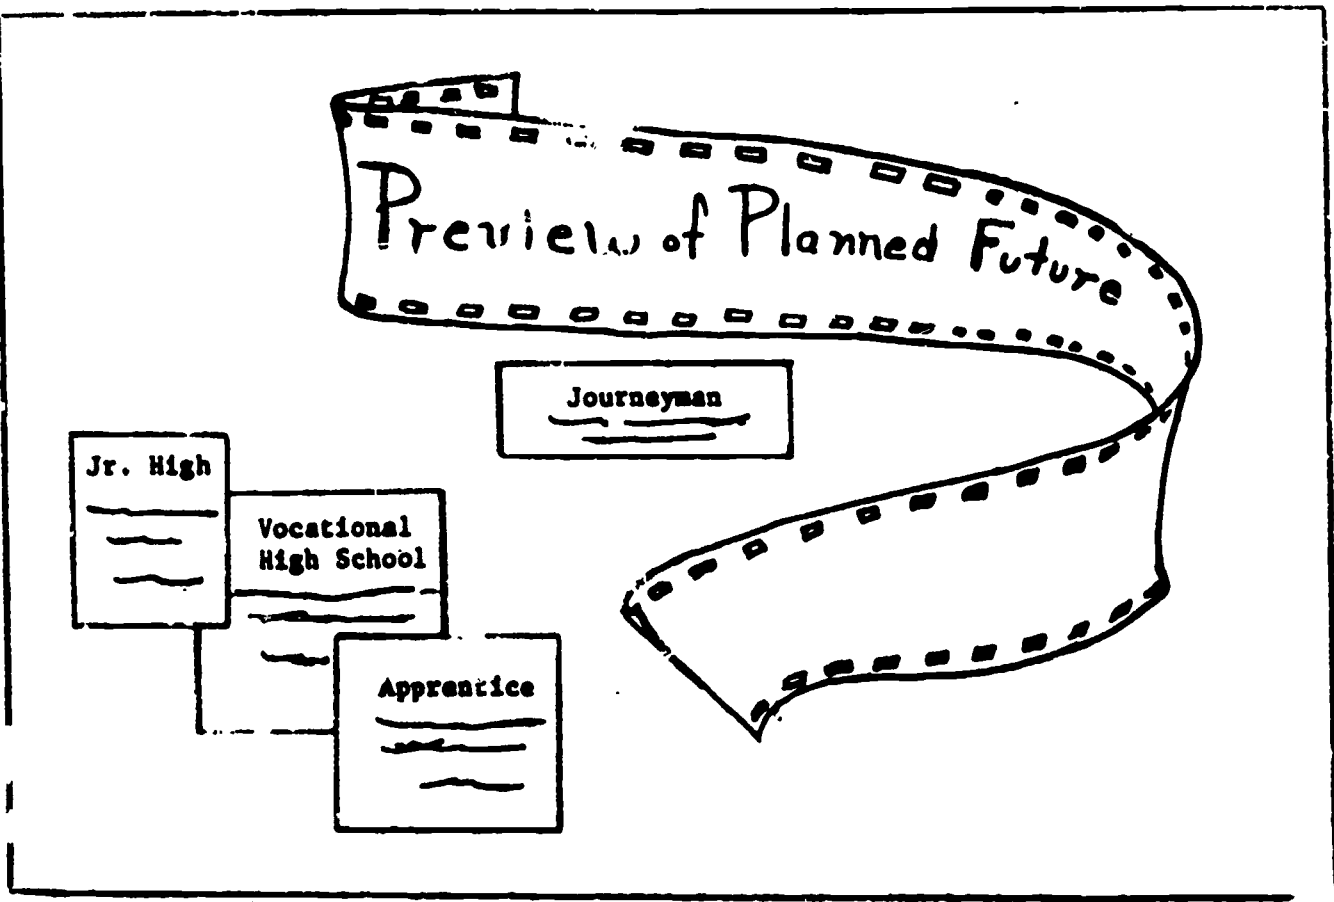 Preview of Planned Future
Journeyman
Jr. High
Vocational
High School
Apprentice